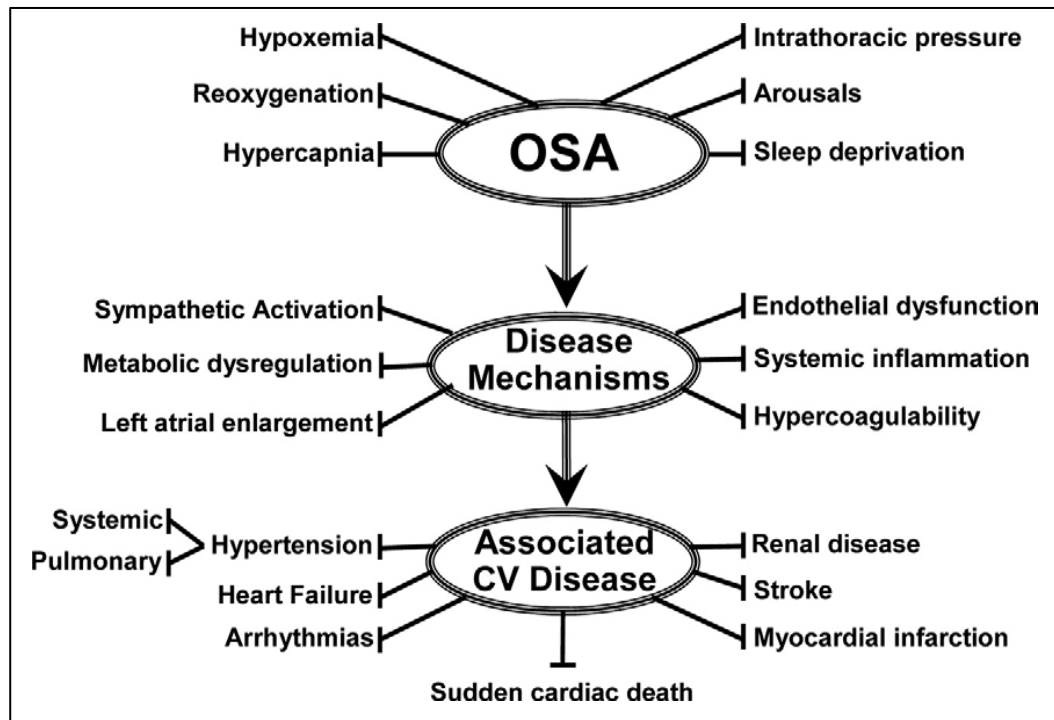 Hypoxemia
Intrathoracic pressure
Reoxygenation
Arousals
Hypercapnia
OSA
Sleep deprivation
Sympathetic Activation
Endothelial dysfunction
Metabolic dysregulation
Disease
Mechanisms
Systemic inflammation
Left atrial enlargement
Hypercoagulability
Systemic
Pulmonary
Hypertension
Associated
CV Disease
Renal disease
Heart Failure
Stroke
Arrhythmias
Myocardial infarction
Sudden cardiac death